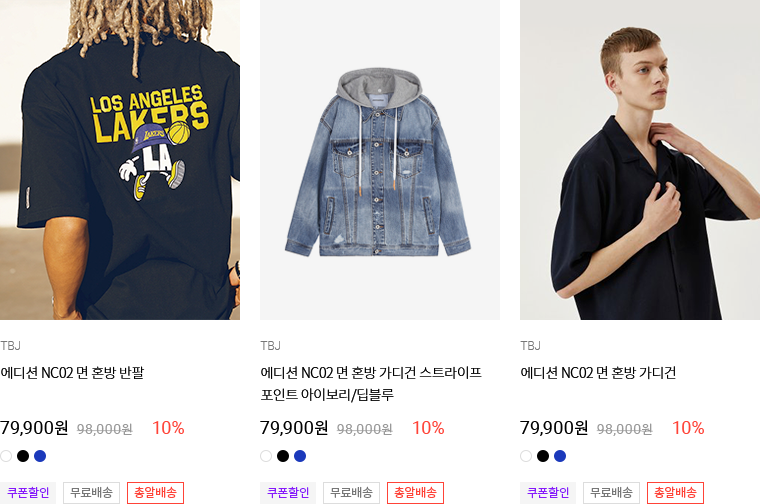 LOS ANGELES
LAKERS
LAKERS
LA
TBJ
에디션 NC02 면 혼방 반팔
79,900원 98,000원 10%
쿠폰할인 무료배송 총알배송
TBJ
에디션 NC02 면 혼방 가디건 스트라이프
포인트 아이보리/딥블루
79,900원 98,000원 10%
쿠폰할인 무료배송 총알배송
TBJ
에디션 NC02 면 혼방 가디건
79,900원 98,000원 10%
쿠폰할인 무료배송 총알배송